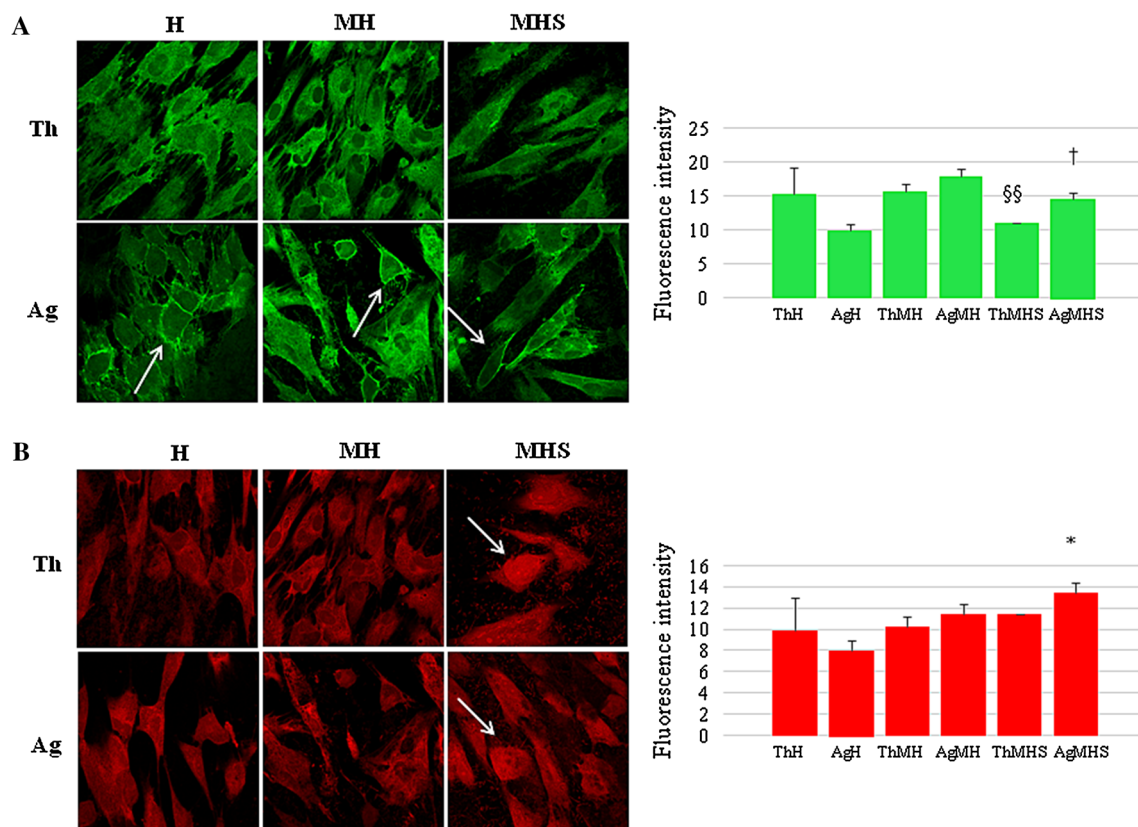 A
H MH MHS
Th
Ag
Fluorescence intensity
25
20
15
10
5
0
§§
†
ThH AgH ThMH AgMH ThMHS AgMHS
B
H MH MHS
Th
Ag
Fluorescence intensity
16
14
12
10
8
6
4
2
0
*
ThH AgH ThMH AgMH ThMHS AgMHS